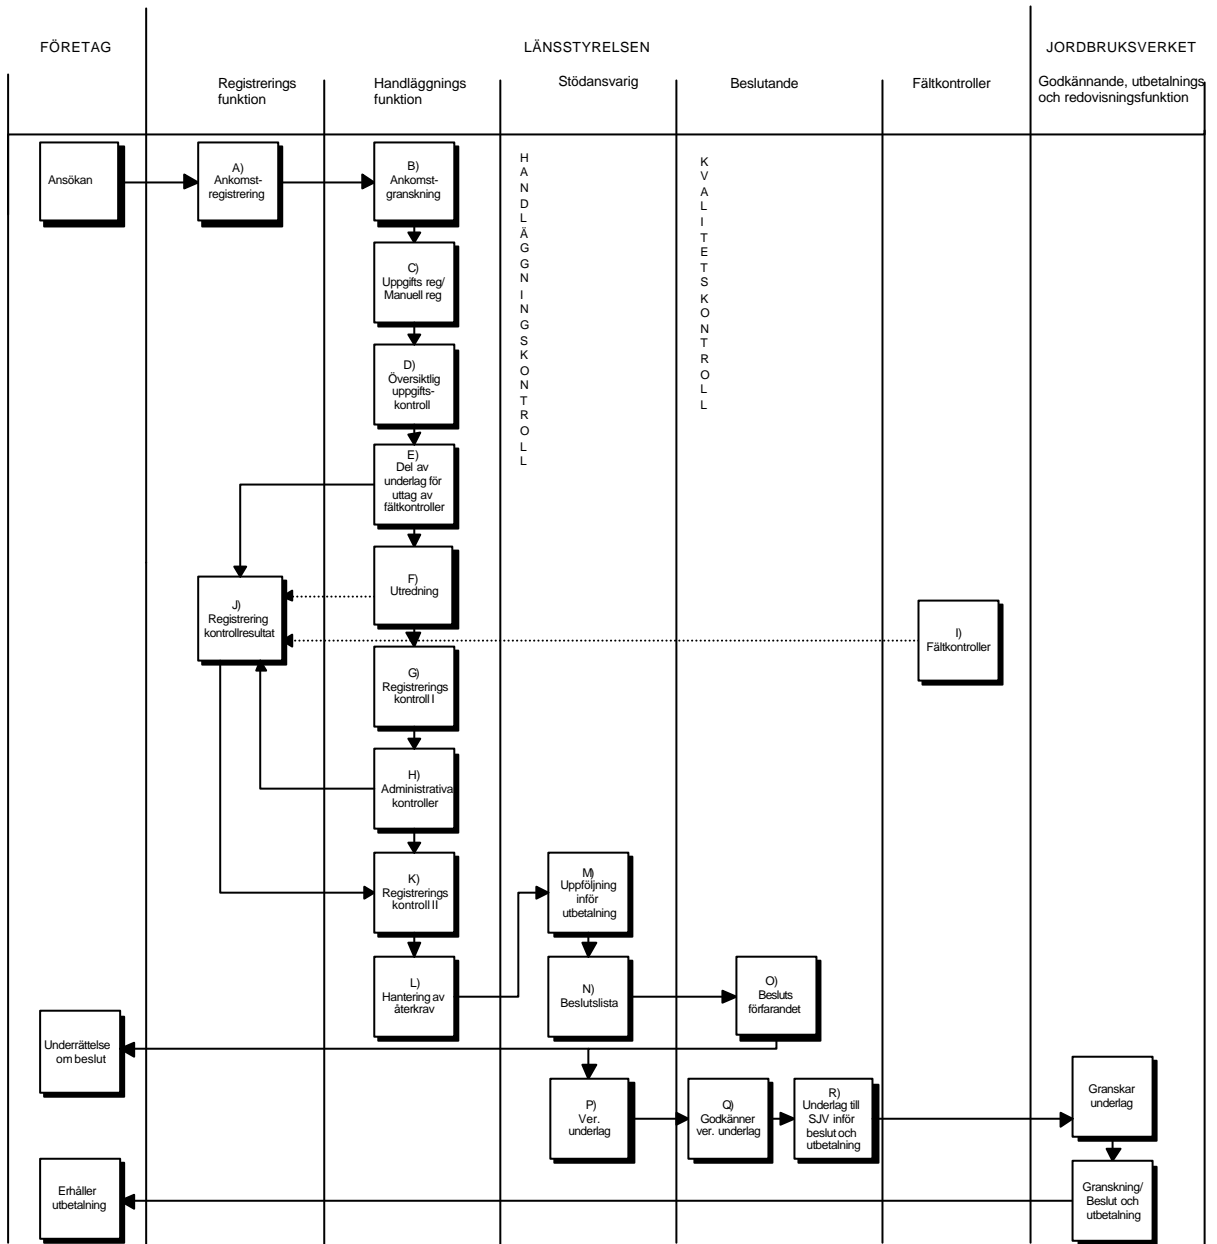 FÖRETAG
LÄNSSTYRELSEN
JORDBRUKSVERKET
Registrerings
funktion
Handläggnings
funktion
Stödansvarig
Beslutande
Fältkontroller
Godkännande, utbetalnings
och redovisningsfunktion
Ansökan
A)
Ankomst-
registrering
B)
Ankomst-
granskning
HANDLÄGGNINGSKONTROLL
KVALITETSKONTROLL
C)
Uppgifts reg/
Manuell reg
D)
Översiktlig
uppgifts-
kontroll
E)
Del av
underlag för
uttag av
fältkontroller
F)
Utredning
J)
Registrering
kontrollresultat
I)
Fältkontroller
G)
Registrerings
kontroll I
H)
Administrativa
kontroller
K)
Registrerings
kontroll II
M)
Uppföljning
inför
utbetalning
L)
Hantering av
återkrav
N)
Beslutslista
O)
Besluts
förfarandet
Underrättelse
om beslut
P)
Ver.
underlag
Q)
Godkänner
ver. underlag
R)
Underlag till
SJV inför
beslut och
utbetalning
Granskar
underlag
Erhåller
utbetalning
Granskning/
Beslut och
utbetalning